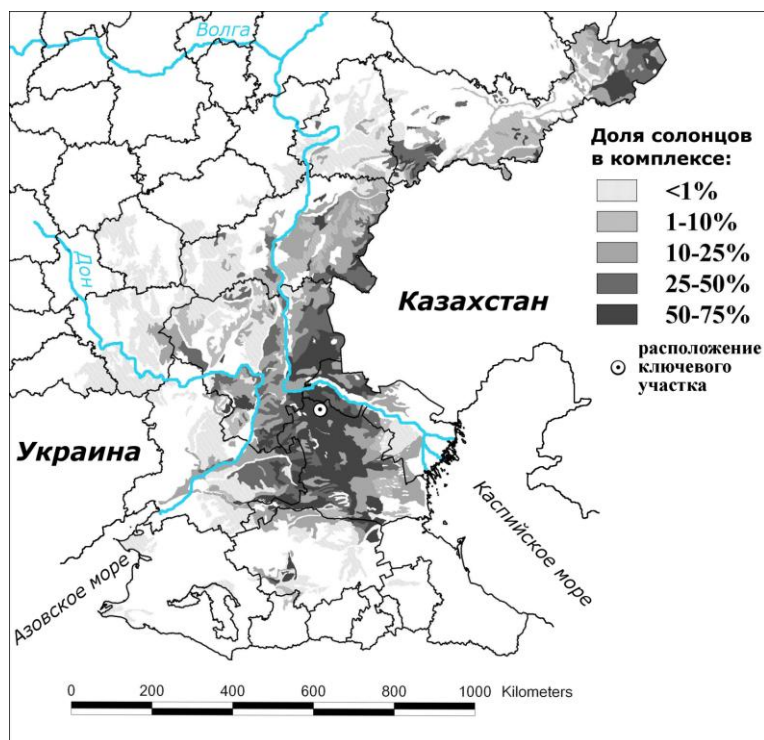 Волга
Доля солонцов
в комплексе:
<1%
1-10%
10-25%
25-50%
50-75%
расположение
ключевого
участка
Дон
Казахстан
Украина
Каспийское море
Азовское море
0 200 400 600 800 1000 Kilometers